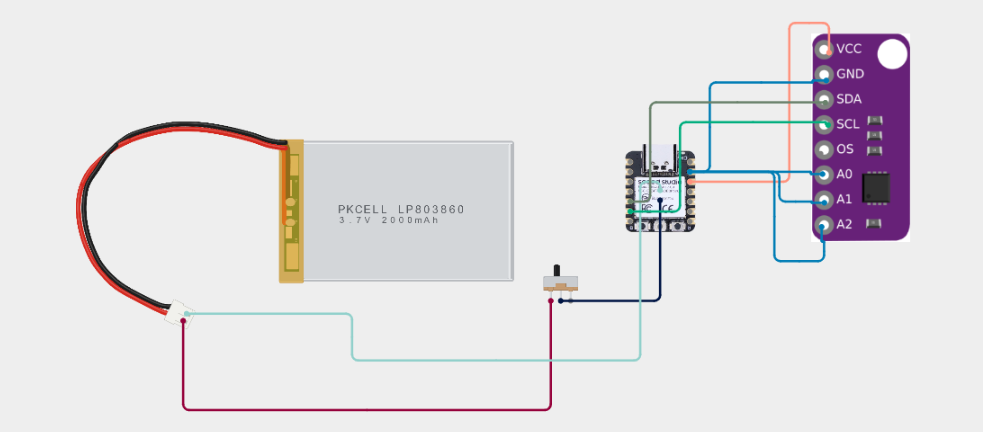 PKCELL LP803860
3.7V 2000mAh
VCC
GND
SDA
SCL
OS
A0
A1
A2